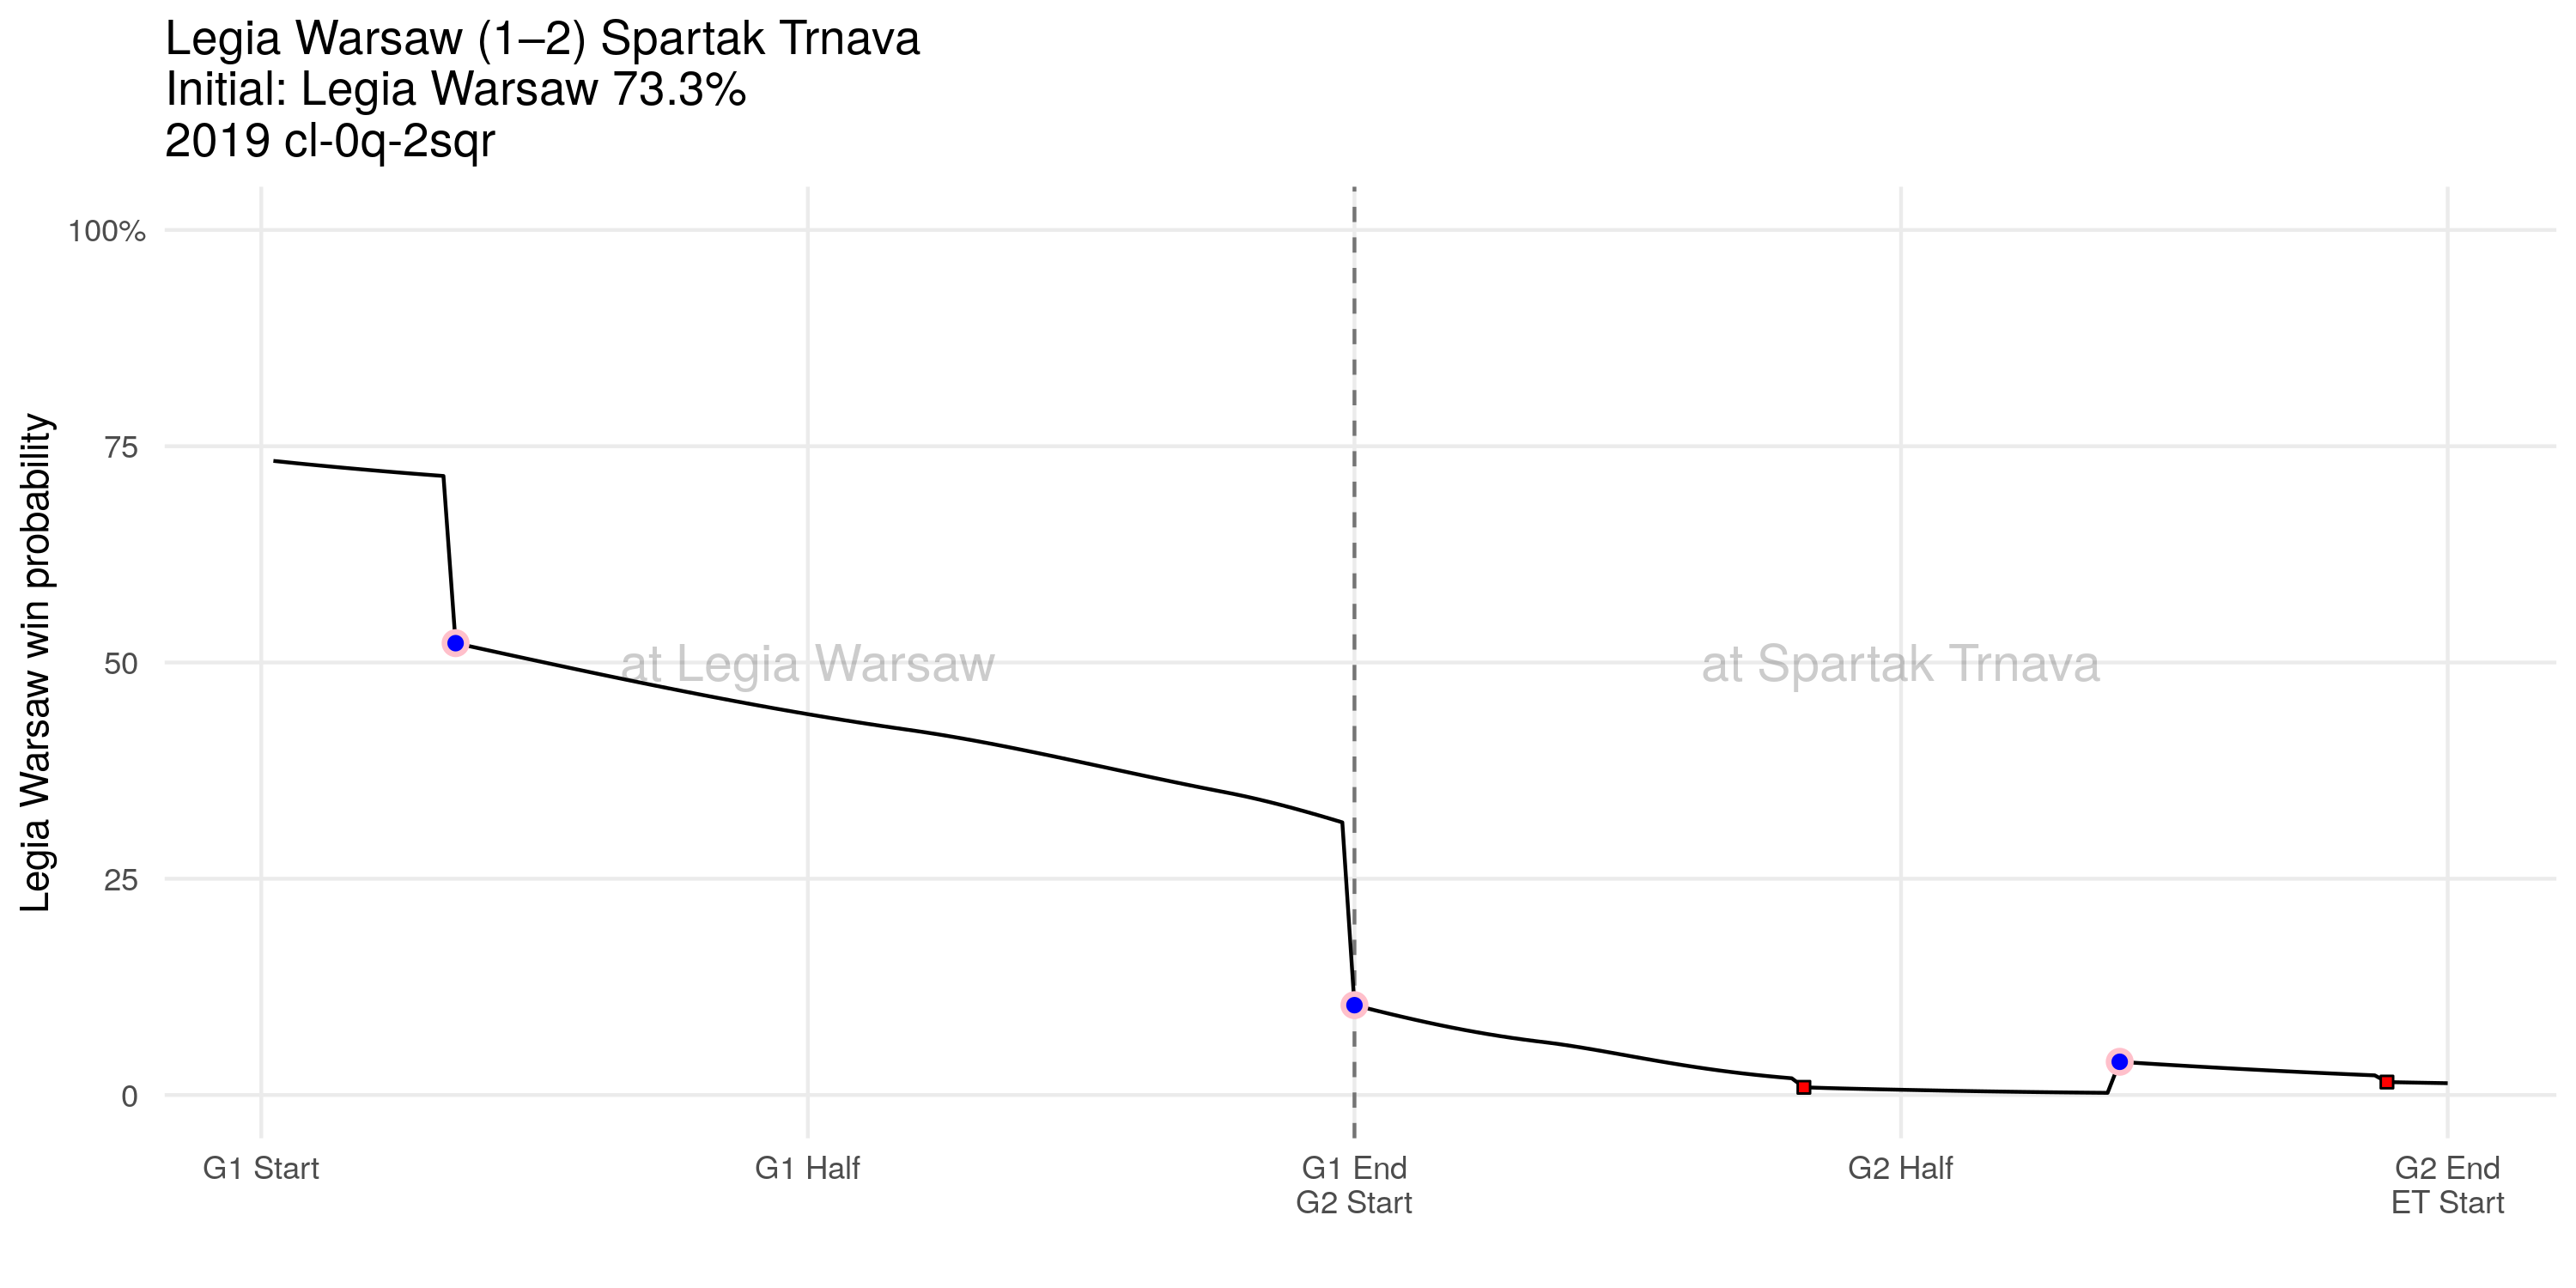 Legia Warsaw (1–2) Spartak Trnava
Initial: Legia Warsaw 73.3%
2019 cl-0q-2sqr
Legia Warsaw win probability
100%
75
50
25
0
at Legia Warsaw
at Spartak Trnava
G1 Start
G1 Half
G1 End
G2 Start
G2 Half
G2 End
ET Start